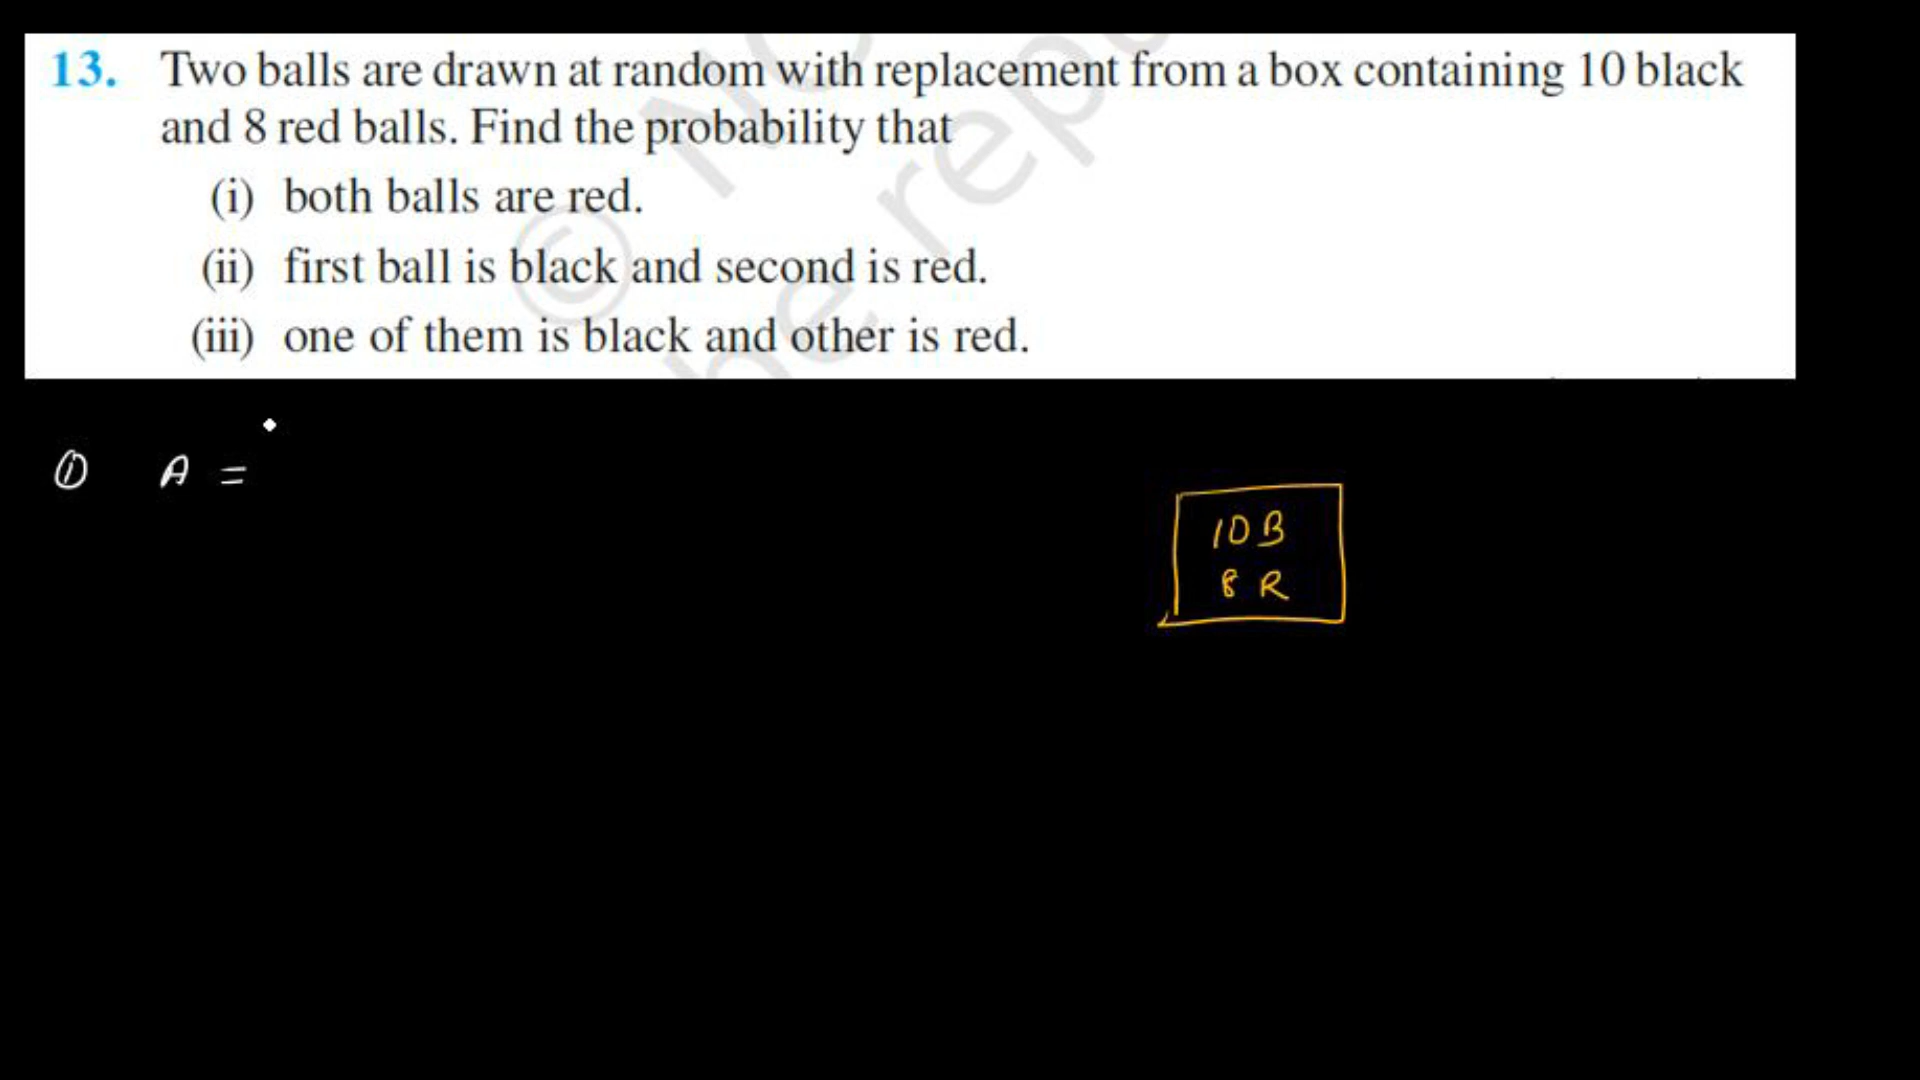 13. Two balls are drawn at random with replacement from a box containing 10 black
and 8 red balls. Find the probability that
(i) both balls are red.
(ii) first ball is black and second is red.
(iii) one of them is black and other is red.
① A =
10 B
8 R